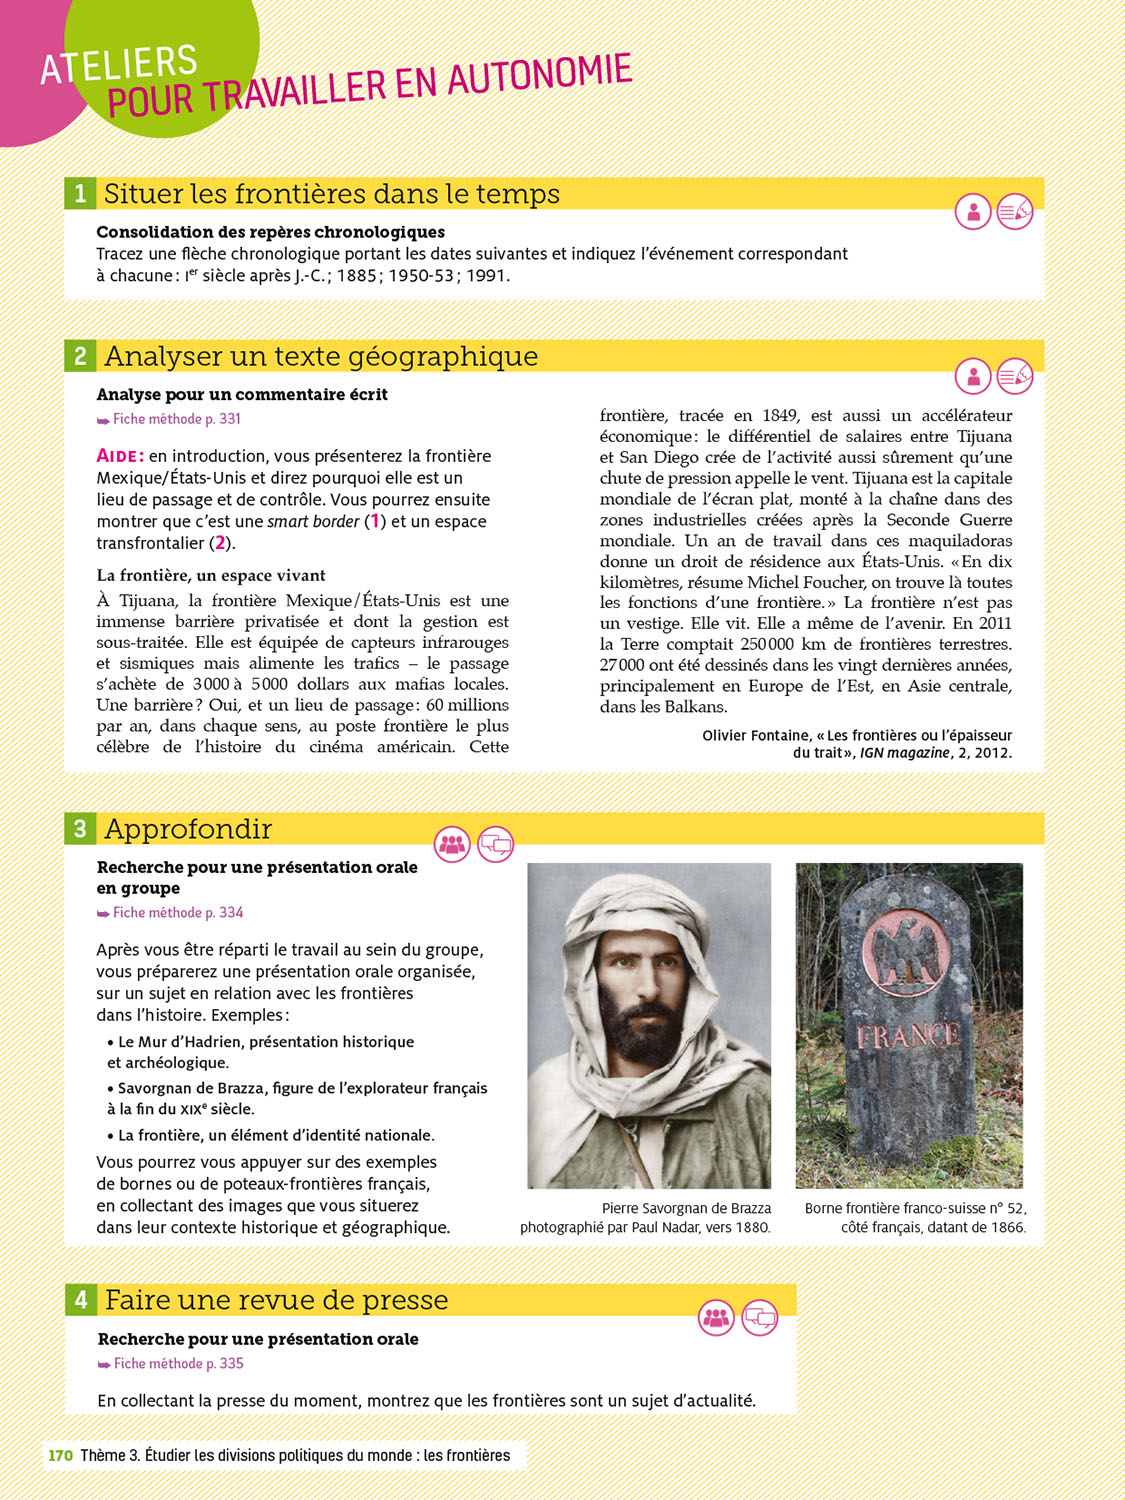 ATELIERS
POUR TRAVAILLER EN AUTONOMIE
1 Situer les frontières dans le temps
Consolidation des repères chronologiques
Tracez une flèche chronologique portant les dates suivantes et indiquez l'événement correspondant
à chacune : Ier siècle après J.-C. ; 1885 ; 1950-53 ; 1991.
2 Analyser un texte géographique
Analyse pour un commentaire écrit
➥ Fiche méthode p. 331
AIDE : en introduction, vous présenterez la frontière
Mexique/États-Unis et direz pourquoi elle est un
lieu de passage et de contrôle. Vous pourrez ensuite
montrer que c'est une smart border (1) et un espace
transfrontalier (2).
La frontière, un espace vivant
À Tijuana, la frontière Mexique/États-Unis est une
immense barrière privatisée et dont la gestion est
sous-traitée. Elle est équipée de capteurs infrarouges
et sismiques mais alimente les trafics – le passage
s'achète de 3 000 à 5 000 dollars aux mafias locales.
Une barrière ? Oui, et un lieu de passage : 60 millions
par an, dans chaque sens, au poste frontière le plus
célèbre de l'histoire du cinéma américain. Cette
frontière, tracée en 1849, est aussi un accélérateur
économique : le différentiel de salaires entre Tijuana
et San Diego crée de l'activité aussi sûrement qu'une
chute de pression appelle le vent. Tijuana est la capitale
mondiale de l'écran plat, monté à la chaîne dans des
zones industrielles créées après la Seconde Guerre
mondiale. Un an de travail dans ces maquiladoras
donne un droit de résidence aux États-Unis. « En dix
kilomètres, résume Michel Foucher, on trouve là toutes
les fonctions d'une frontière. » La frontière n'est pas
un vestige. Elle vit. Elle a même de l'avenir. En 2011
la Terre comptait 250 000 km de frontières terrestres.
27 000 ont été dessinés dans les vingt dernières années,
principalement en Europe de l'Est, en Asie centrale,
dans les Balkans.
Olivier Fontaine, « Les frontières ou l'épaisseur
du trait », IGN magazine, 2, 2012.
3 Approfondir
Recherche pour une présentation orale
en groupe
➥ Fiche méthode p. 334
Après vous être réparti le travail au sein du groupe,
vous préparerez une présentation orale organisée,
sur un sujet en relation avec les frontières
dans l'histoire. Exemples :
• Le Mur d'Hadrien, présentation historique
et archéologique.
• Savorgnan de Brazza, figure de l'explorateur français
à la fin du XIXe siècle.
• La frontière, un élément d'identité nationale.
Vous pourrez vous appuyer sur des exemples
de bornes ou de poteaux-frontières français,
en collectant des images que vous situerez
dans leur contexte historique et géographique.
FRANCE
Pierre Savorgnan de Brazza
photographié par Paul Nadar, vers 1880.
Borne frontière franco-suisse n° 52,
côté français, datant de 1866.
4 Faire une revue de presse
Recherche pour une présentation orale
➥ Fiche méthode p. 335
En collectant la presse du moment, montrez que les frontières sont un sujet d'actualité.
170 Thème 3. Étudier les divisions politiques du monde : les frontières